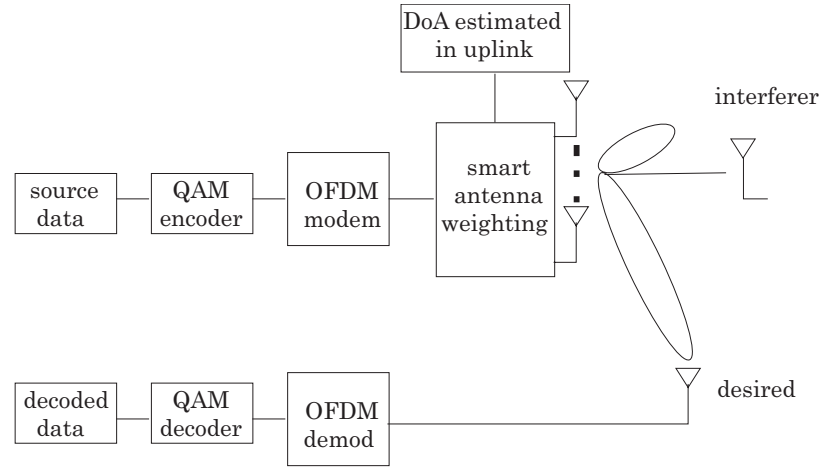 DoA estimated
in uplink
interferer
smart
antenna
weighting
source
data
QAM
encoder
OFDM
modem
decoded
data
QAM
decoder
OFDM
demod
desired